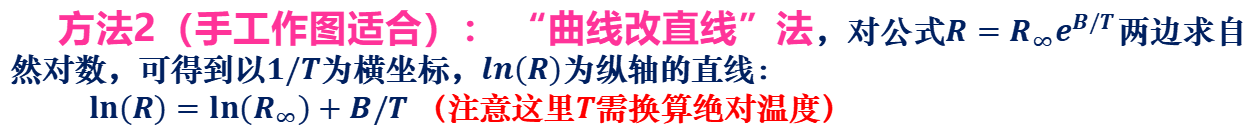 方法2（手工作图适合）：“曲线改直线”法，对公式R = R∞e^{B/T}两边求自
然对数，可得到以1/T为横坐标，ln(R)为纵轴的直线：
ln(R) = ln(R∞) + B/T（注意这里T需换算绝对温度）